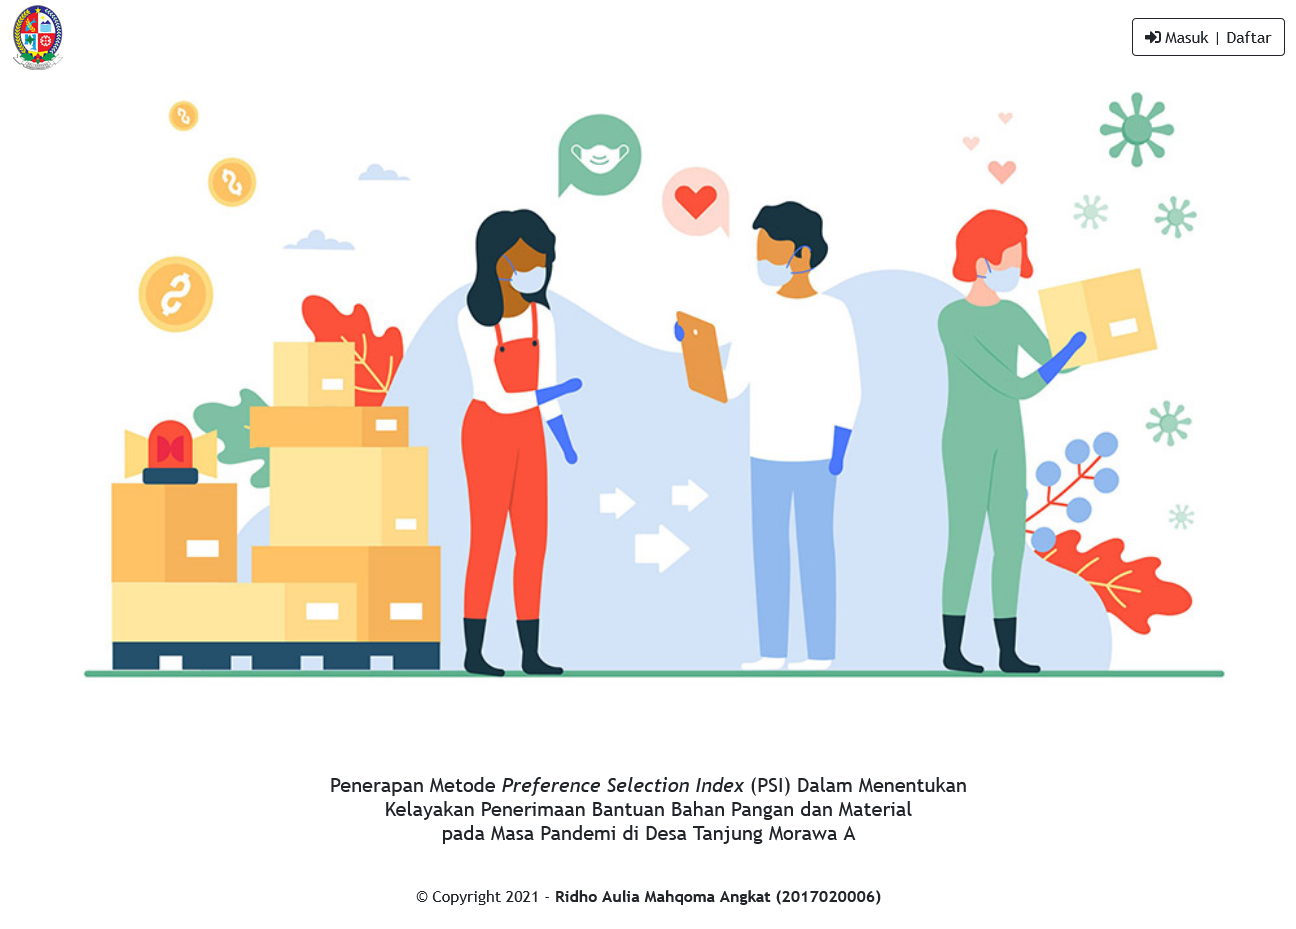 Masuk | Daftar
Penerapan Metode Preference Selection Index (PSI) Dalam Menentukan
Kelayakan Penerimaan Bantuan Bahan Pangan dan Material
pada Masa Pandemi di Desa Tanjung Morawa A
© Copyright 2021 - Ridho Aulia Mahqoma Angkat (2017020006)